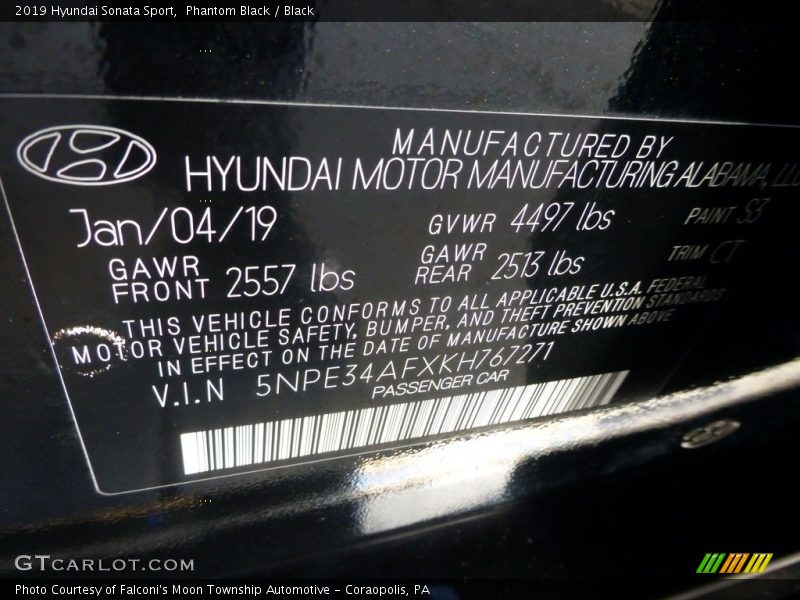 2019 Hyundai Sonata Sport,  Phantom Black / Black
MANUFACTURED BY
HYUNDAI MOTOR MANUFACTURING ALABAMA, LLC
Jan/04/19 GVWR 4497 lbs PAINT S3
GAWR FRONT 2557 lbs GAWR REAR 2513 lbs TRIM CT
THIS VEHICLE CONFORMS TO ALL APPLICABLE U.S.A. FEDERAL
MOTOR VEHICLE SAFETY, BUMPER, AND THEFT PREVENTION STANDARDS
IN EFFECT ON THE DATE OF MANUFACTURE SHOWN ABOVE
V.I.N 5NPE34AFXKH767271
PASSENGER CAR
GTCARLOT.COM
Photo Courtesy of Falconi's Moon Township Automotive – Coraopolis, PA